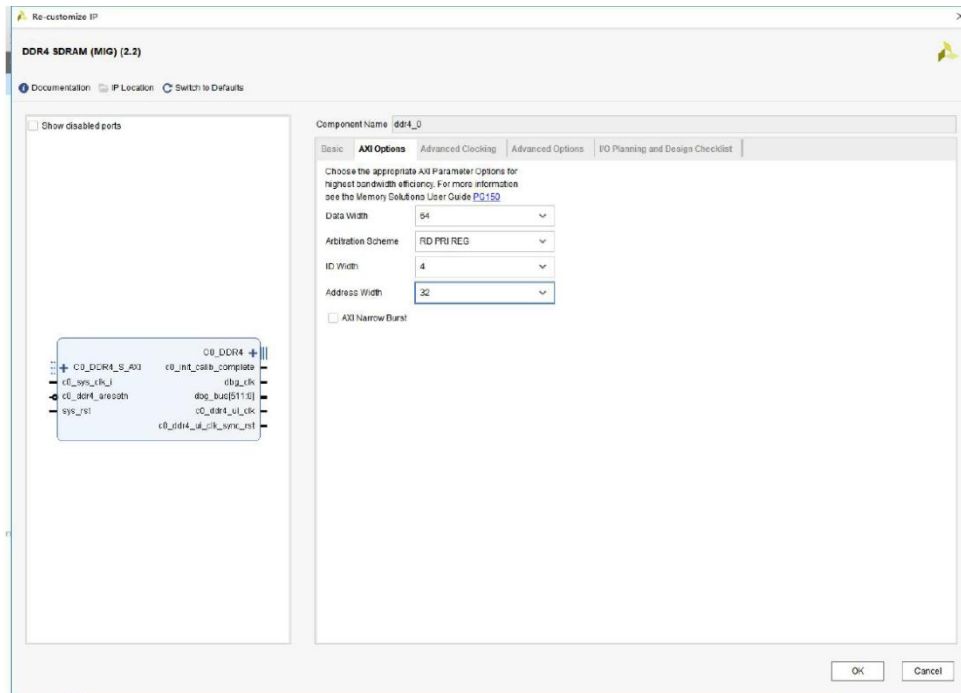 Re-customize IP
DDR4 SDRAM (MIG) (2.2)
Documentation IP Location Switch to Defaults
Show disabled ports
C0_DDR4
C0_DDR4_S_AXI c0_init_calib_complete
c0_sys_clk_i dbg_clk
c0_ddr4_aresetn dbg_bus[511:0]
sys_rst c0_ddr4_ui_clk
c0_ddr4_ui_clk_sync_rst
Component Name ddr4_0
Basic AXI Options Advanced Clocking Advanced Options I/O Planning and Design Checklist
Choose the appropriate AXI Parameter Options for
highest bandwidth efficiency. For more information
see the Memory Solutions User Guide PG150
Data Width 64
Arbitration Scheme RD PRI REG
ID Width 4
Address Width 32
AXI Narrow Burst
OK Cancel